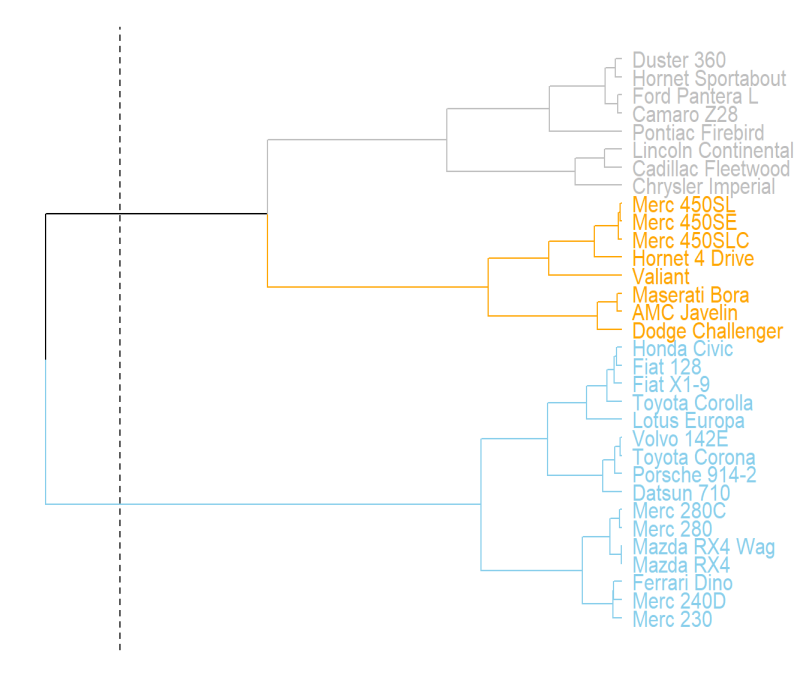 Duster 360
Hornet Sportabout
Ford Pantera L
Camaro Z28
Pontiac Firebird
Lincoln Continental
Cadillac Fleetwood
Chrysler Imperial
Merc 450SL
Merc 450SE
Merc 450SLC
Hornet 4 Drive
Valiant
Maserati Bora
AMC Javelin
Dodge Challenger
Honda Civic
Fiat 128
Fiat X1-9
Toyota Corolla
Lotus Europa
Volvo 142E
Toyota Corona
Porsche 914-2
Datsun 710
Merc 280C
Merc 280
Mazda RX4 Wag
Mazda RX4
Ferrari Dino
Merc 240D
Merc 230